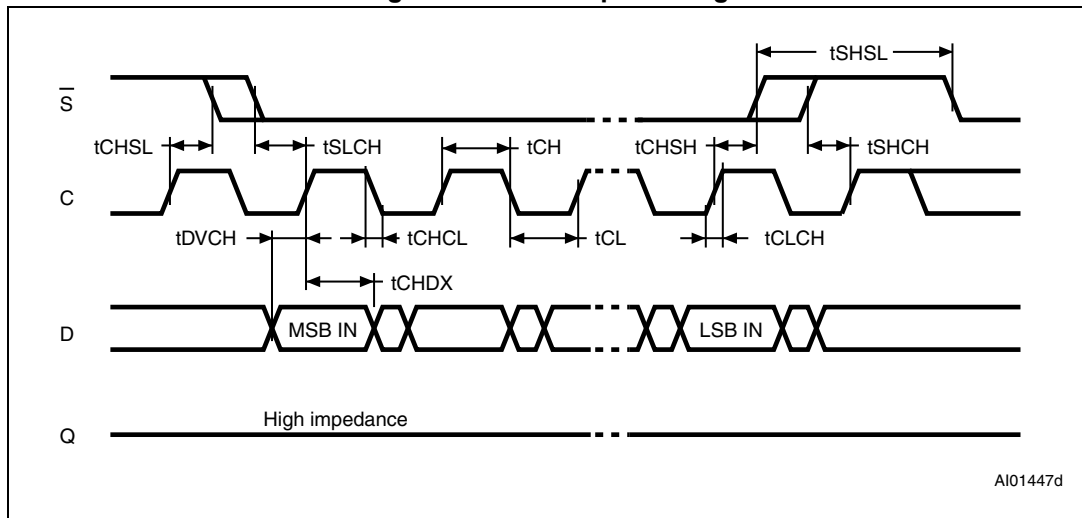 tSHSL
S
tCHSL
tSLCH
tCH
tCHSH
tSHCH
C
tDVCH
tCHCL
tCL
tCLCH
tCHDX
D
MSB IN
LSB IN
High impedance
Q
AI01447d